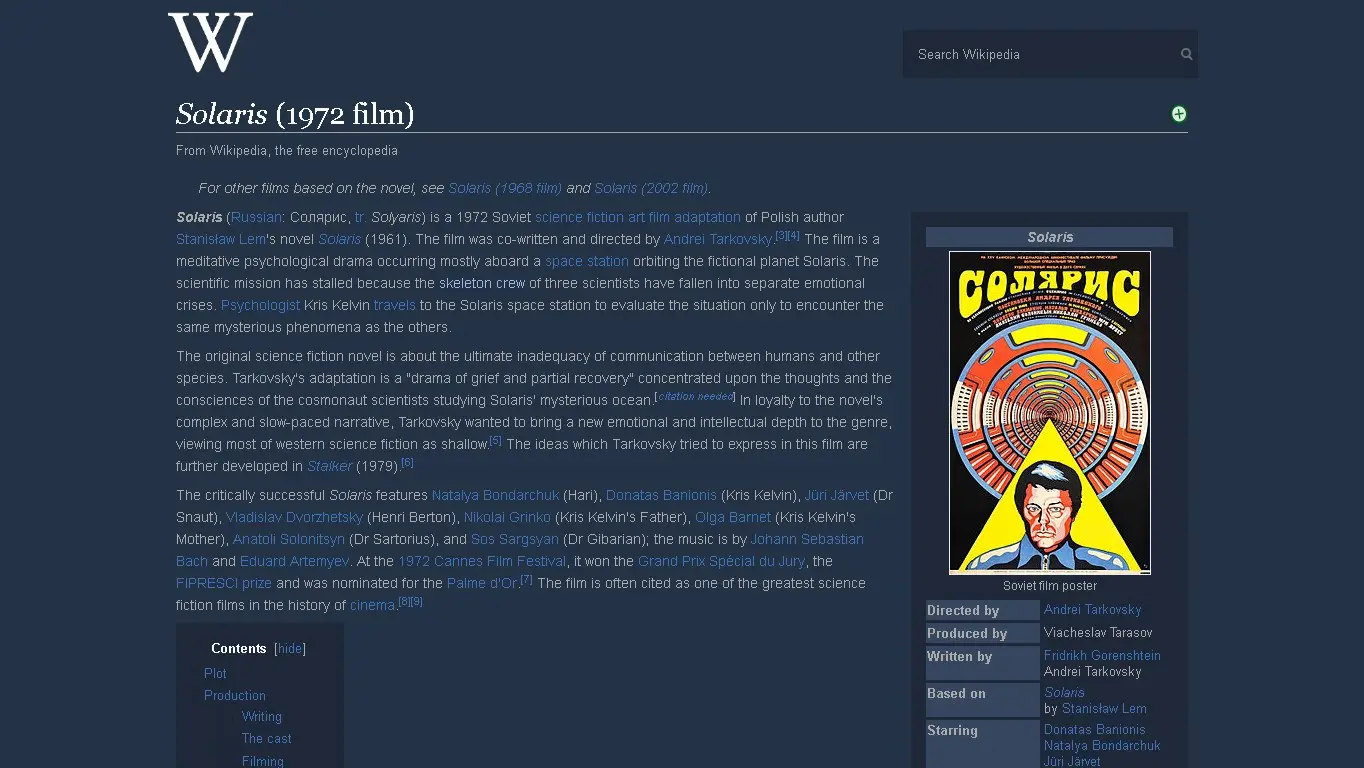 W
Search Wikipedia
Solaris (1972 film)
From Wikipedia, the free encyclopedia
For other films based on the novel, see Solaris (1968 film) and Solaris (2002 film).
Solaris (Russian: Солярис, tr. Solyaris) is a 1972 Soviet science fiction art film adaptation of Polish author
Stanisław Lem's novel Solaris (1961). The film was co-written and directed by Andrei Tarkovsky.[3][4] The film is a
meditative psychological drama occurring mostly aboard a space station orbiting the fictional planet Solaris. The
scientific mission has stalled because the skeleton crew of three scientists have fallen into separate emotional
crises. Psychologist Kris Kelvin travels to the Solaris space station to evaluate the situation only to encounter the
same mysterious phenomena as the others.
The original science fiction novel is about the ultimate inadequacy of communication between humans and other
species. Tarkovsky's adaptation is a "drama of grief and partial recovery" concentrated upon the thoughts and the
consciences of the cosmonaut scientists studying Solaris' mysterious ocean.[citation needed] In loyalty to the novel's
complex and slow-paced narrative, Tarkovsky wanted to bring a new emotional and intellectual depth to the genre,
viewing most of western science fiction as shallow.[5] The ideas which Tarkovsky tried to express in this film are
further developed in Stalker (1979).[6]
The critically successful Solaris features Natalya Bondarchuk (Hari), Donatas Banionis (Kris Kelvin), Jüri Järvet (Dr
Snaut), Vladislav Dvorzhetsky (Henri Berton), Nikolai Grinko (Kris Kelvin's Father), Olga Barnet (Kris Kelvin's
Mother), Anatoli Solonitsyn (Dr Sartorius), and Sos Sargsyan (Dr Gibarian); the music is by Johann Sebastian
Bach and Eduard Artemyev. At the 1972 Cannes Film Festival, it won the Grand Prix Spécial du Jury, the
FIPRESCI prize and was nominated for the Palme d'Or.[7] The film is often cited as one of the greatest science
fiction films in the history of cinema.[8][9]
Contents [hide]
Plot
Production
Writing
The cast
Filming
Solaris
СОЛЯРИС
Soviet film poster
Directed by Andrei Tarkovsky
Produced by Viacheslav Tarasov
Written by Fridrikh Gorenshtein
Andrei Tarkovsky
Based on Solaris
by Stanisław Lem
Starring Donatas Banionis
Natalya Bondarchuk
Jüri Järvet